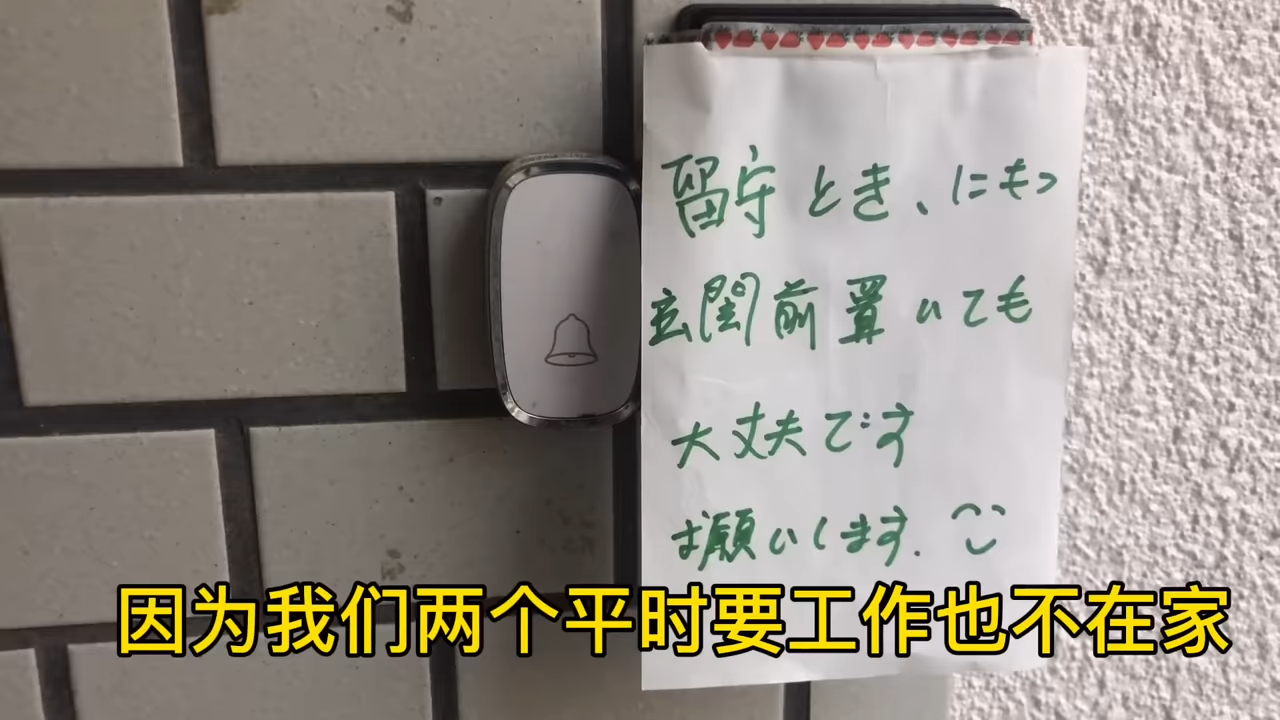 留守とき、にもつ
玄関前置いても
大丈夫です
お願いします.
因为我们两个平时要工作也不在家